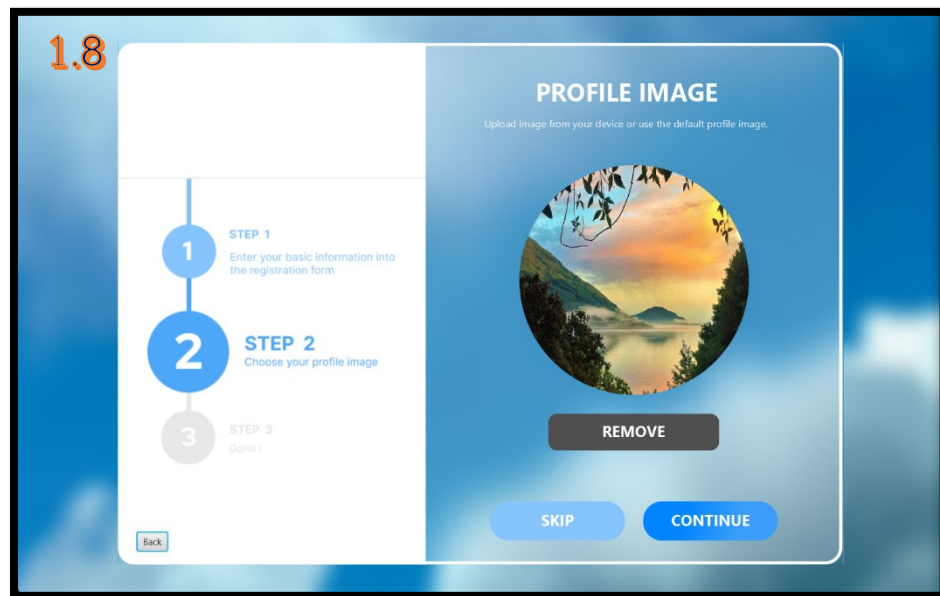 1.8
PROFILE IMAGE
Upload image from your device or use the default profile image.
1
STEP 1
Enter your basic information into
the registration form
2
STEP 2
Choose your profile image
3
STEP 3
Done !
REMOVE
SKIP
CONTINUE
Back